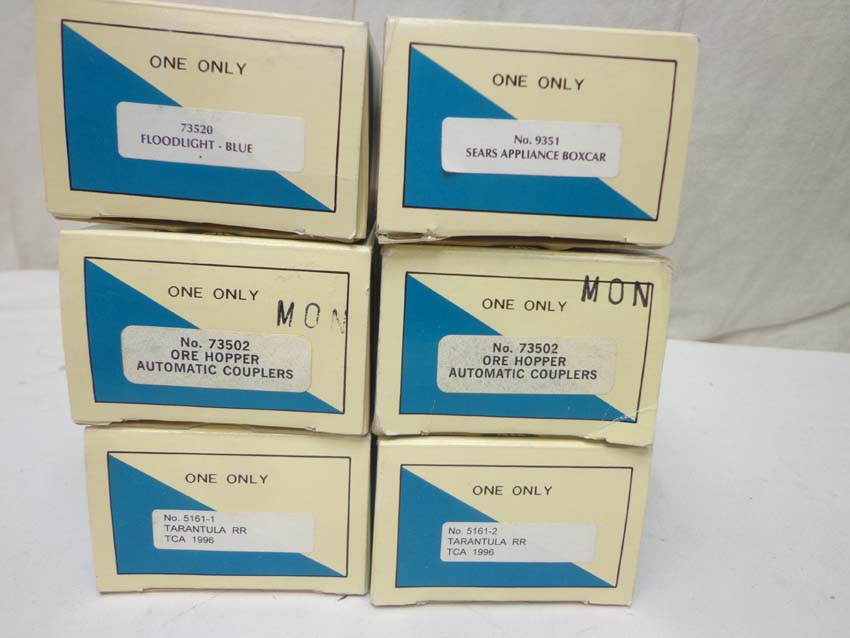 ONE ONLY
73520
FLOODLIGHT - BLUE
ONE ONLY
No. 9351
SEARS APPLIANCE BOXCAR
ONE ONLY
MON
No. 73502
ORE HOPPER
AUTOMATIC COUPLERS
ONE ONLY
MON
No. 73502
ORE HOPPER
AUTOMATIC COUPLERS
ONE ONLY
No. 5161-1
TARANTULA RR
TCA 1996
ONE ONLY
No. 5161-2
TARANTULA RR
TCA 1996